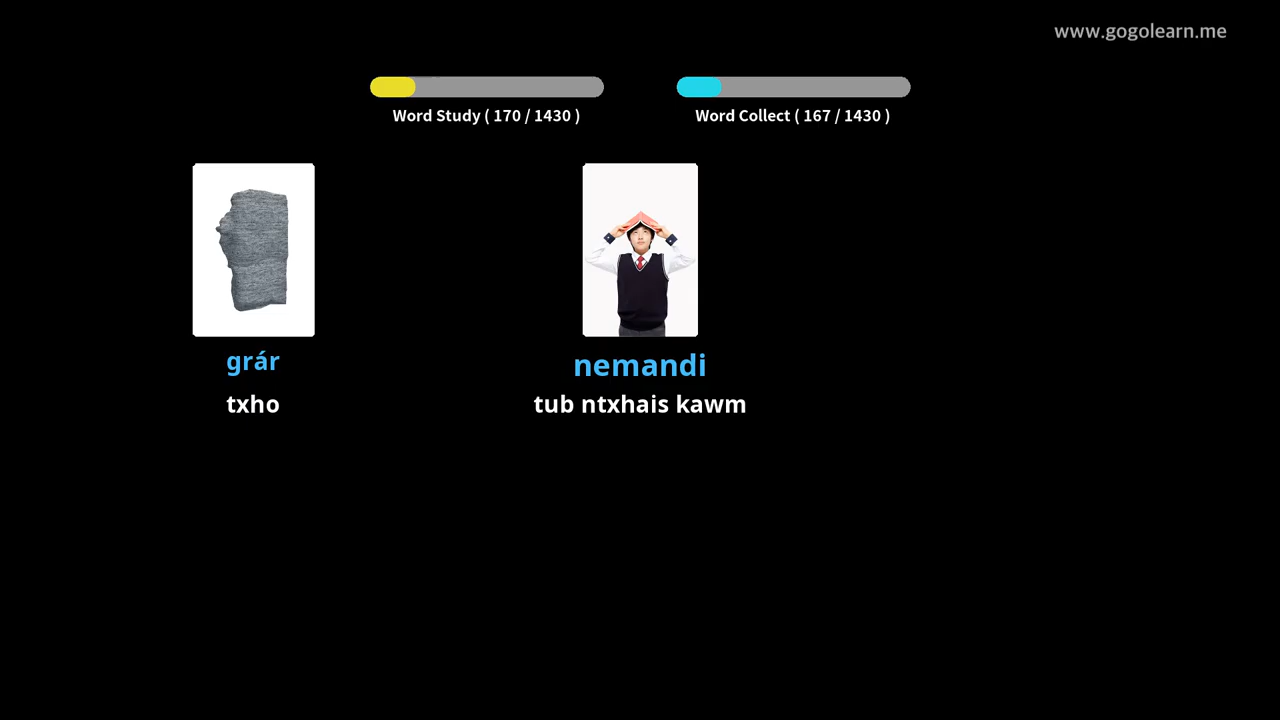 www.gogolearn.me
Word Study ( 170 / 1430 )
Word Collect ( 167 / 1430 )
grár
txho
nemandi
tub ntxhais kawm